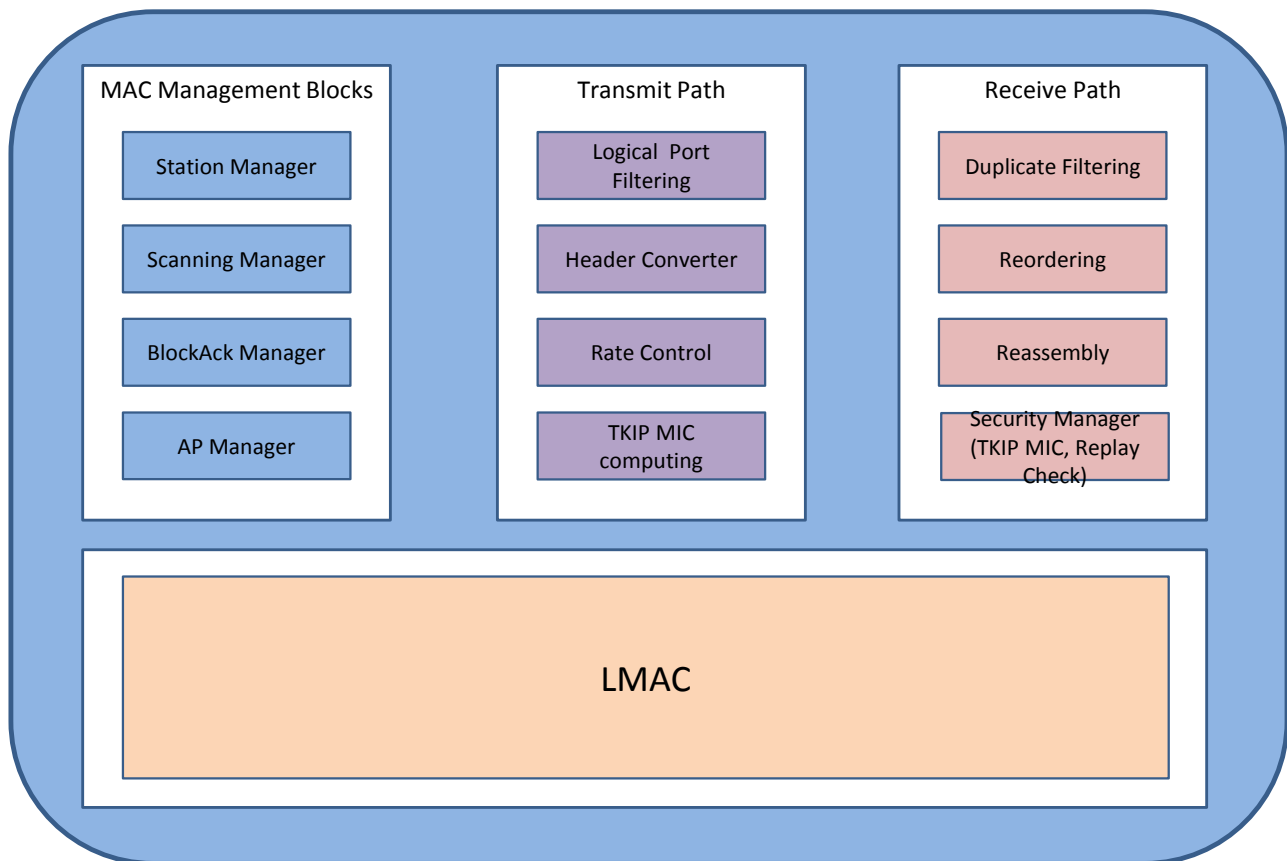 MAC Management Blocks
Station Manager
Scanning Manager
BlockAck Manager
AP Manager
Transmit Path
Logical Port
Filtering
Header Converter
Rate Control
TKIP MIC
computing
Receive Path
Duplicate Filtering
Reordering
Reassembly
Security Manager
(TKIP MIC, Replay
Check)
LMAC